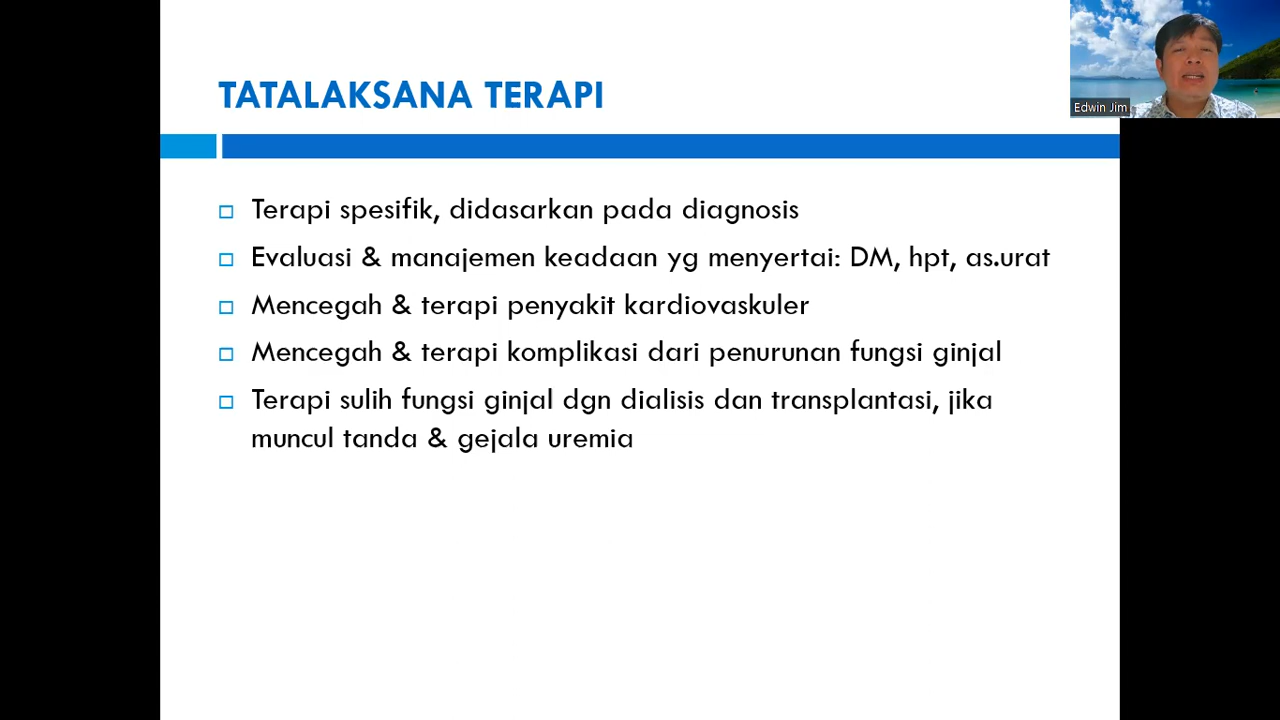 TATALAKSANA TERAPI
Edwin Jim
Terapi spesifik, didasarkan pada diagnosis
Evaluasi & manajemen keadaan yg menyertai: DM, hpt, as.urat
Mencegah & terapi penyakit kardiovaskuler
Mencegah & terapi komplikasi dari penurunan fungsi ginjal
Terapi sulih fungsi ginjal dgn dialisis dan transplantasi, jika
muncul tanda & gejala uremia